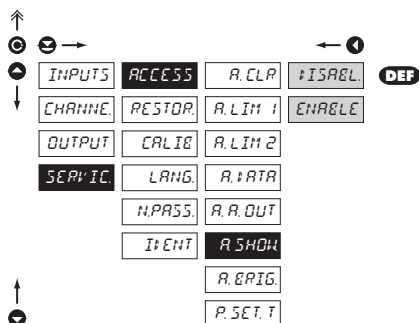 INPUTS ACCESS A. CLR DISABL. DEF
CHANNE. RESTOR. A. LIM 1 ENABLE
OUTPUT CALIB A. LIM 2
SERVIC. LANG. A. DATA
N.PASS. A. A. OUT
IDENT A. SHOW.
A. BRIG.
P. SET. T